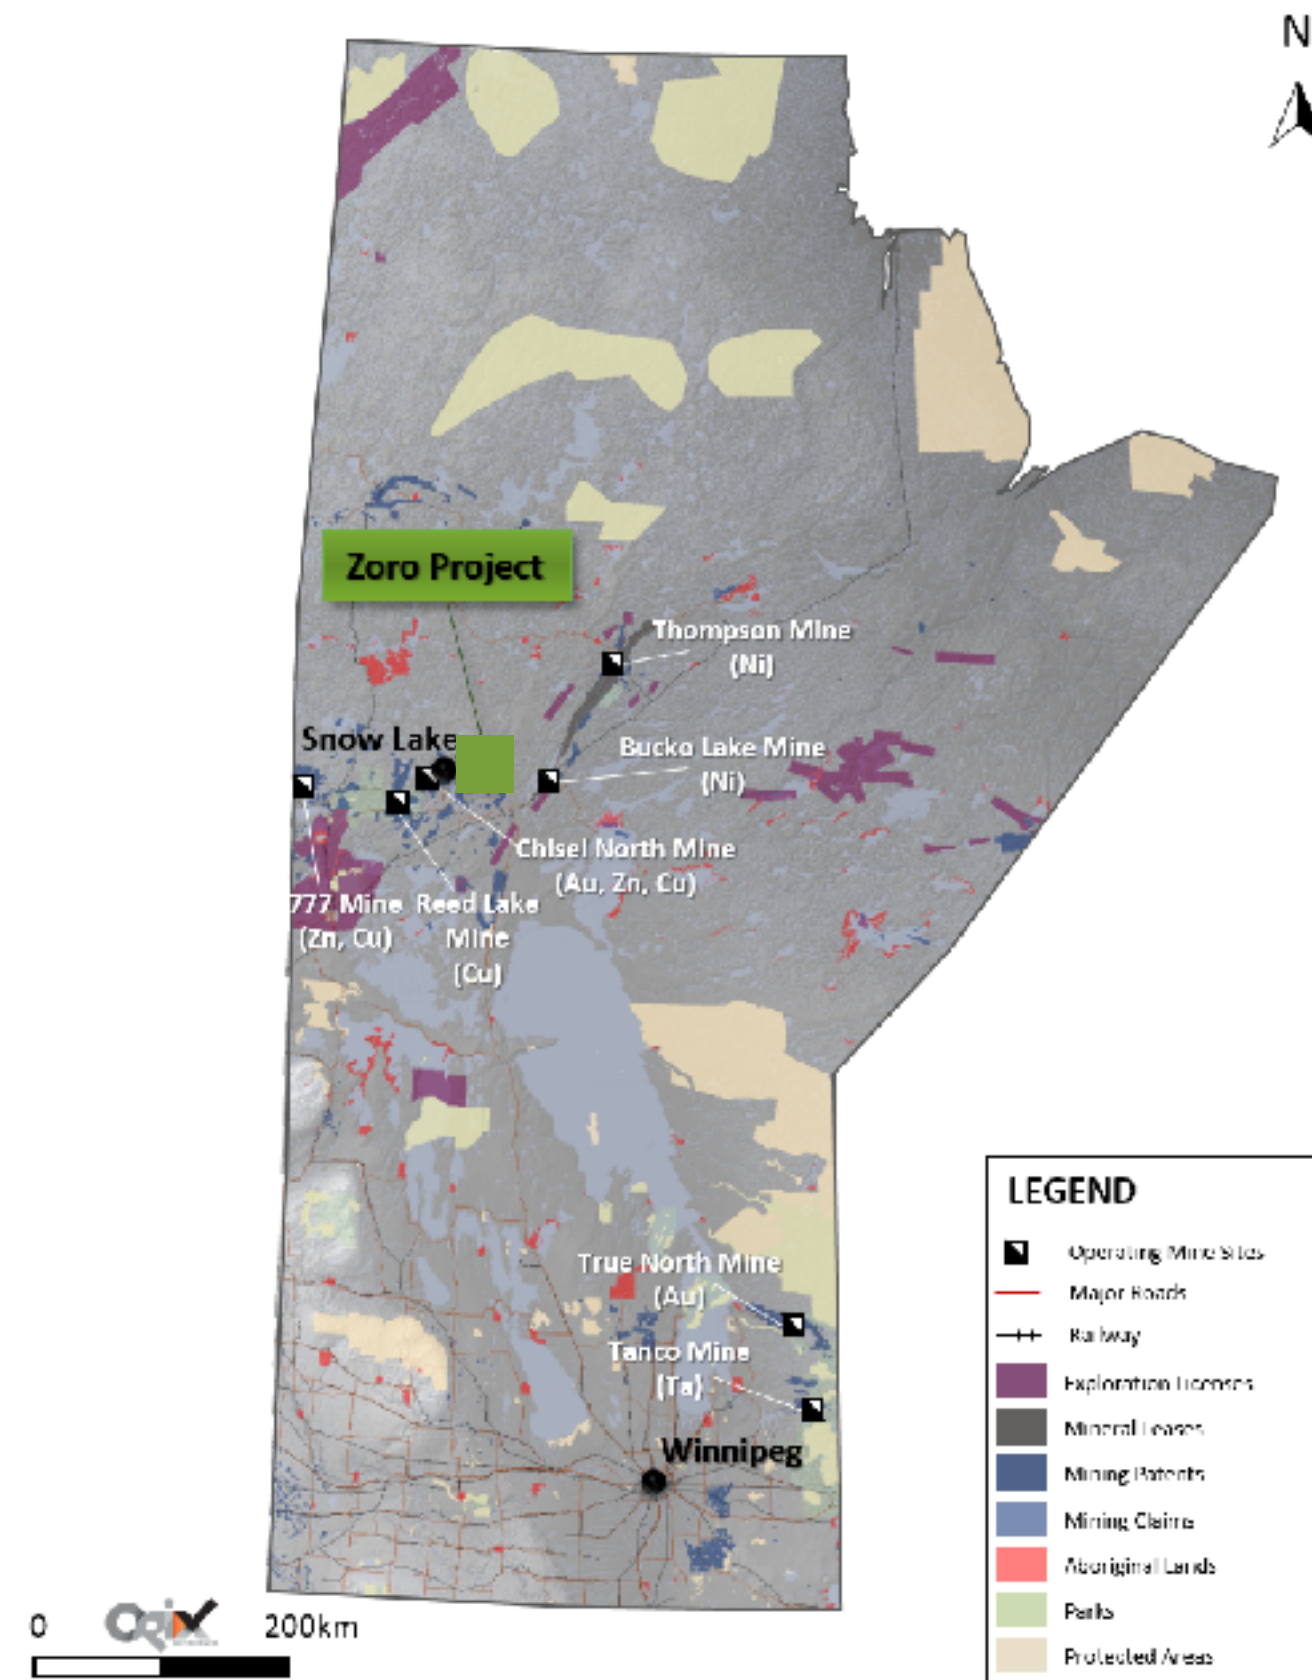 N
Zoro Project
Thompson Mine
(Ni)
Snow Lake
Bucko Lake Mine
(Ni)
Chisel North Mine
(Au, Zn, Cu)
777 Mine
(Zn, Cu)
Reed Lake
Mine
(Cu)
True North Mine
(Au)
Tanco Mine
(Ta)
Winnipeg
LEGEND
Operating Mine Sites
Major Roads
Railway
Exploration Licenses
Mineral Leases
Mining Patents
Mining Claims
Aboriginal Lands
Parks
Protected Areas
0
200km